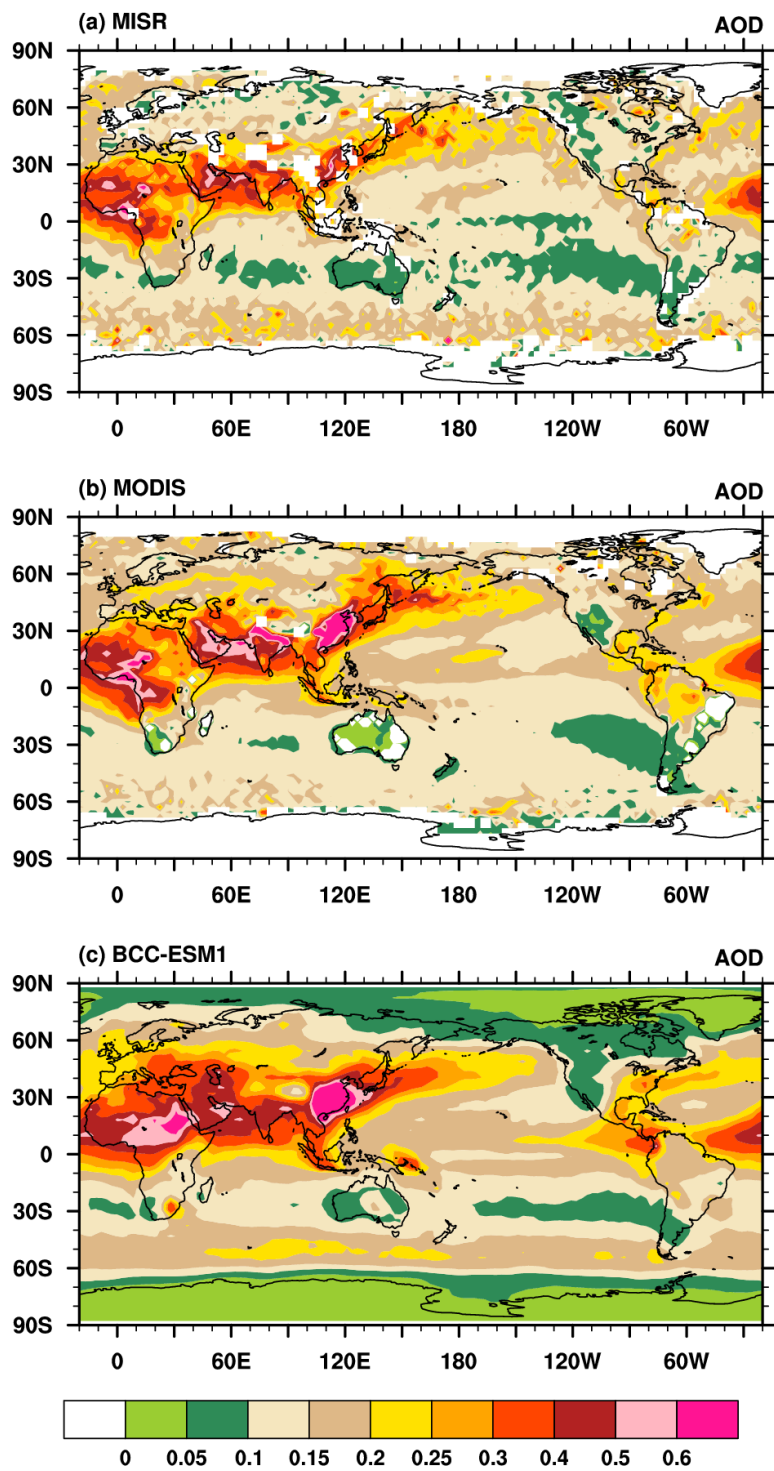 (a) MISR AOD
90N
60N
30N
0
30S
60S
90S
0 60E 120E 180 120W 60W
(b) MODIS AOD
90N
60N
30N
0
30S
60S
90S
0 60E 120E 180 120W 60W
(c) BCC-ESM1 AOD
90N
60N
30N
0
30S
60S
90S
0 60E 120E 180 120W 60W
0 0.05 0.1 0.15 0.2 0.25 0.3 0.4 0.5 0.6